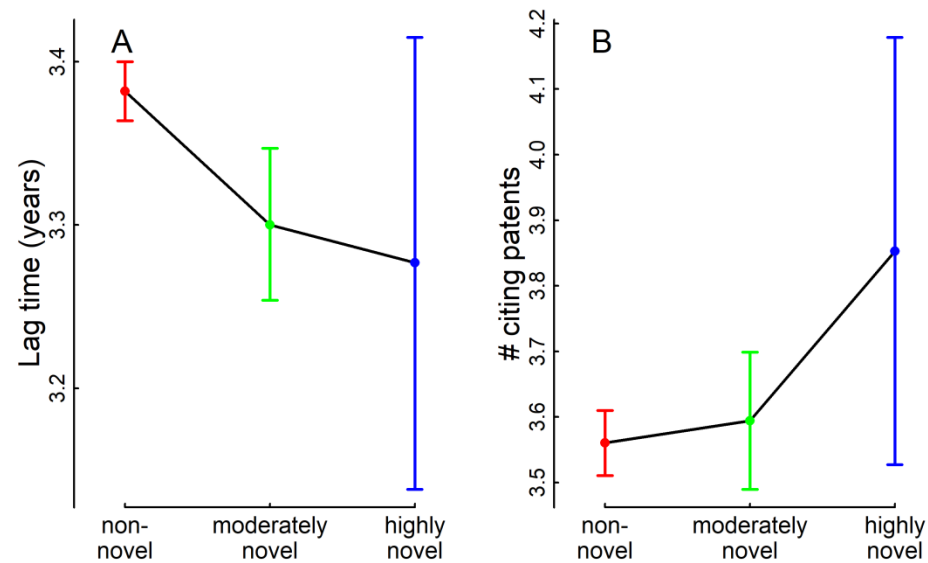 A
Lag time (years)
3.4
3.3
3.2
non-
novel
moderately
novel
highly
novel
B
# citing patents
4.2
4.1
4.0
3.9
3.8
3.7
3.6
3.5
non-
novel
moderately
novel
highly
novel